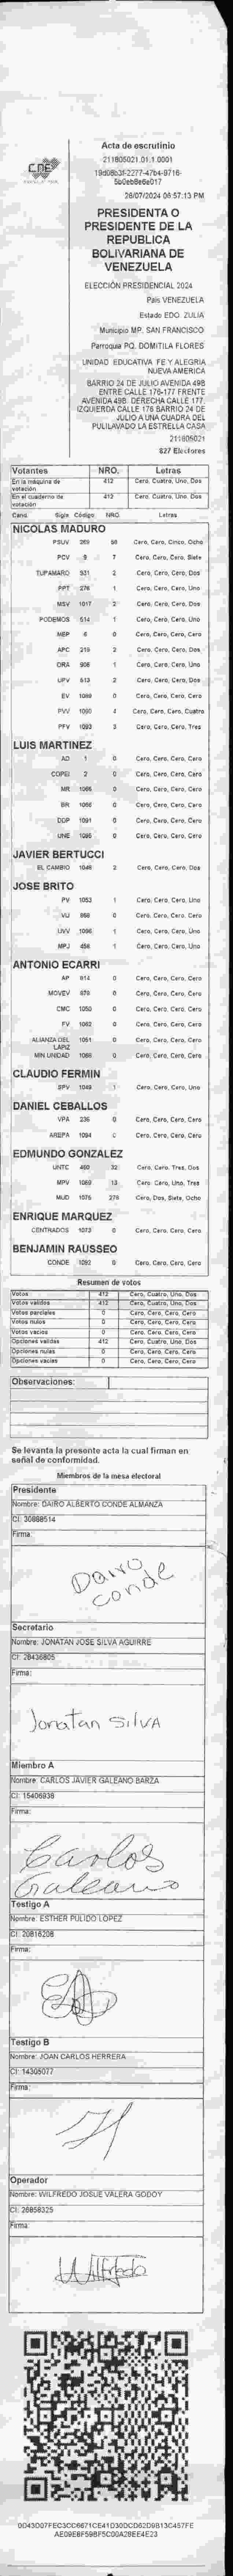 CNE
Acta de escrutinio
211805021.01.1.0001
28/07/2024 06:57:13 PM
PRESIDENTA O
PRESIDENTE DE LA
REPUBLICA
BOLIVARIANA DE
VENEZUELA
ELECCIÓN PRESIDENCIAL 2024
País VENEZUELA
Estado EDO. ZULIA
Municipio MP. SAN FRANCISCO
Parroquia PQ. DOMITILA FLORES
UNIDAD EDUCATIVA FE Y ALEGRIA
NUEVA AMERICA
BARRIO 24 DE JULIO AVENIDA 49B
ENTRE CALLE 176-177 FRENTE
AVENIDA 49B. DERECHA CALLE 177.
IZQUIERDA CALLE 176 BARRIO 24 DE
JULIO A UNA CUADRA DEL
PULILAVADO LA ESTRELLA CASA
211805021
827 Electores
Votantes NRO. Letras
En la máquina de votación 412 Cero, Cuatro, Uno, Dos
En el cuaderno de votación 412 Cero, Cuatro, Uno, Dos
Cand. Sigla Código NRO. Letras
NICOLAS MADURO
PSUV 58 Cero, Cero, Cinco, Ocho
PCV 9 7 Cero, Cero, Cero, Siete
TUPAMARO 931 2 Cero, Cero, Cero, Dos
PPT 276 1 Cero, Cero, Cero, Uno
MSV 1017 2 Cero, Cero, Cero, Dos
PODEMOS 514 1 Cero, Cero, Cero, Uno
MEP 6 0 Cero, Cero, Cero, Cero
APC 219 2 Cero, Cero, Cero, Dos
ORA 908 1 Cero, Cero, Cero, Uno
UPV 613 2 Cero, Cero, Cero, Dos
EV 1089 0 Cero, Cero, Cero, Cero
PVV 1090 4 Cero, Cero, Cero, Cuatro
PFV 1093 3 Cero, Cero, Cero, Tres
LUIS MARTINEZ
AD 1 0 Cero, Cero, Cero, Cero
COPEI 2 0 Cero, Cero, Cero, Cero
MR 1066 0 Cero, Cero, Cero, Cero
BR 0 Cero, Cero, Cero, Cero
DDP 1091 0 Cero, Cero, Cero, Cero
UNE 1095 0 Cero, Cero, Cero, Cero
JAVIER BERTUCCI
EL CAMBIO 1048 2 Cero, Cero, Cero, Dos
JOSE BRITO
PV 1053 1 Cero, Cero, Cero, Uno
VU 868 0 Cero, Cero, Cero, Cero
UVV 1096 1 Cero, Cero, Cero, Uno
MPJ 456 1 Cero, Cero, Cero, Uno
ANTONIO ECARRI
AP 814 0 Cero, Cero, Cero, Cero
MOVEV 970 0 Cero, Cero, Cero, Cero
CMC 1050 0 Cero, Cero, Cero, Cero
FV 1062 0 Cero, Cero, Cero, Cero
ALIANZA DEL LAPIZ 1051 0 Cero, Cero, Cero, Cero
MIN UNIDAD 0 Cero, Cero, Cero, Cero
CLAUDIO FERMIN
SPV 1049 1 Cero, Cero, Cero, Uno
DANIEL CEBALLOS
VPA 236 0 Cero, Cero, Cero, Cero
AREPA 1094 0 Cero, Cero, Cero, Cero
EDMUNDO GONZALEZ
UNTC 460 32 Cero, Cero, Tres, Dos
MPV 1069 13 Cero, Cero, Uno, Tres
MUD 1075 278 Cero, Dos, Siete, Ocho
ENRIQUE MARQUEZ
CENTRADOS 1073 0 Cero, Cero, Cero, Cero
BENJAMIN RAUSSEO
CONDE 1092 0 Cero, Cero, Cero, Cero
Resumen de votos
Votos 412 Cero, Cuatro, Uno, Dos
Votos validos 412 Cero, Cuatro, Uno, Dos
Votos parciales 0 Cero, Cero, Cero, Cero
Votos nulos 0 Cero, Cero, Cero, Cero
Votos vacios 0 Cero, Cero, Cero, Cero
Opciones validas 412 Cero, Cuatro, Uno, Dos
Opciones nulas 0 Cero, Cero, Cero, Cero
Opciones vacias 0 Cero, Cero, Cero, Cero
Observaciones:
Se levanta la presente acta la cual firman en
señal de conformidad.
Miembros de la mesa electoral
Presidente
Nombre: DAIRO ALBERTO CONDE ALMANZA
CI: 30888514
Firma:
Dairo
conde
Secretario
Nombre: JONATAN JOSE SILVA AGUIRRE
CI: 28436805
Firma:
Jonatan SILVA
Miembro A
Nombre: CARLOS JAVIER GALEANO BARZA
CI: 15406936
Firma:
Carlos
Galeano
Testigo A
Nombre: ESTHER PULIDO LOPEZ
CI: 20816206
Firma:
Testigo B
Nombre: JOAN CARLOS HERRERA
CI: 14305077
Firma:
Operador
Nombre: WILFREDO JOSUE VALERA GODOY
CI: 26858325
Firma:
Wilfredo
0D43D07FEC3CC6671CE41D30DCD62D9B13C457FE
AE09E8F59BF5C00A28EE4E23